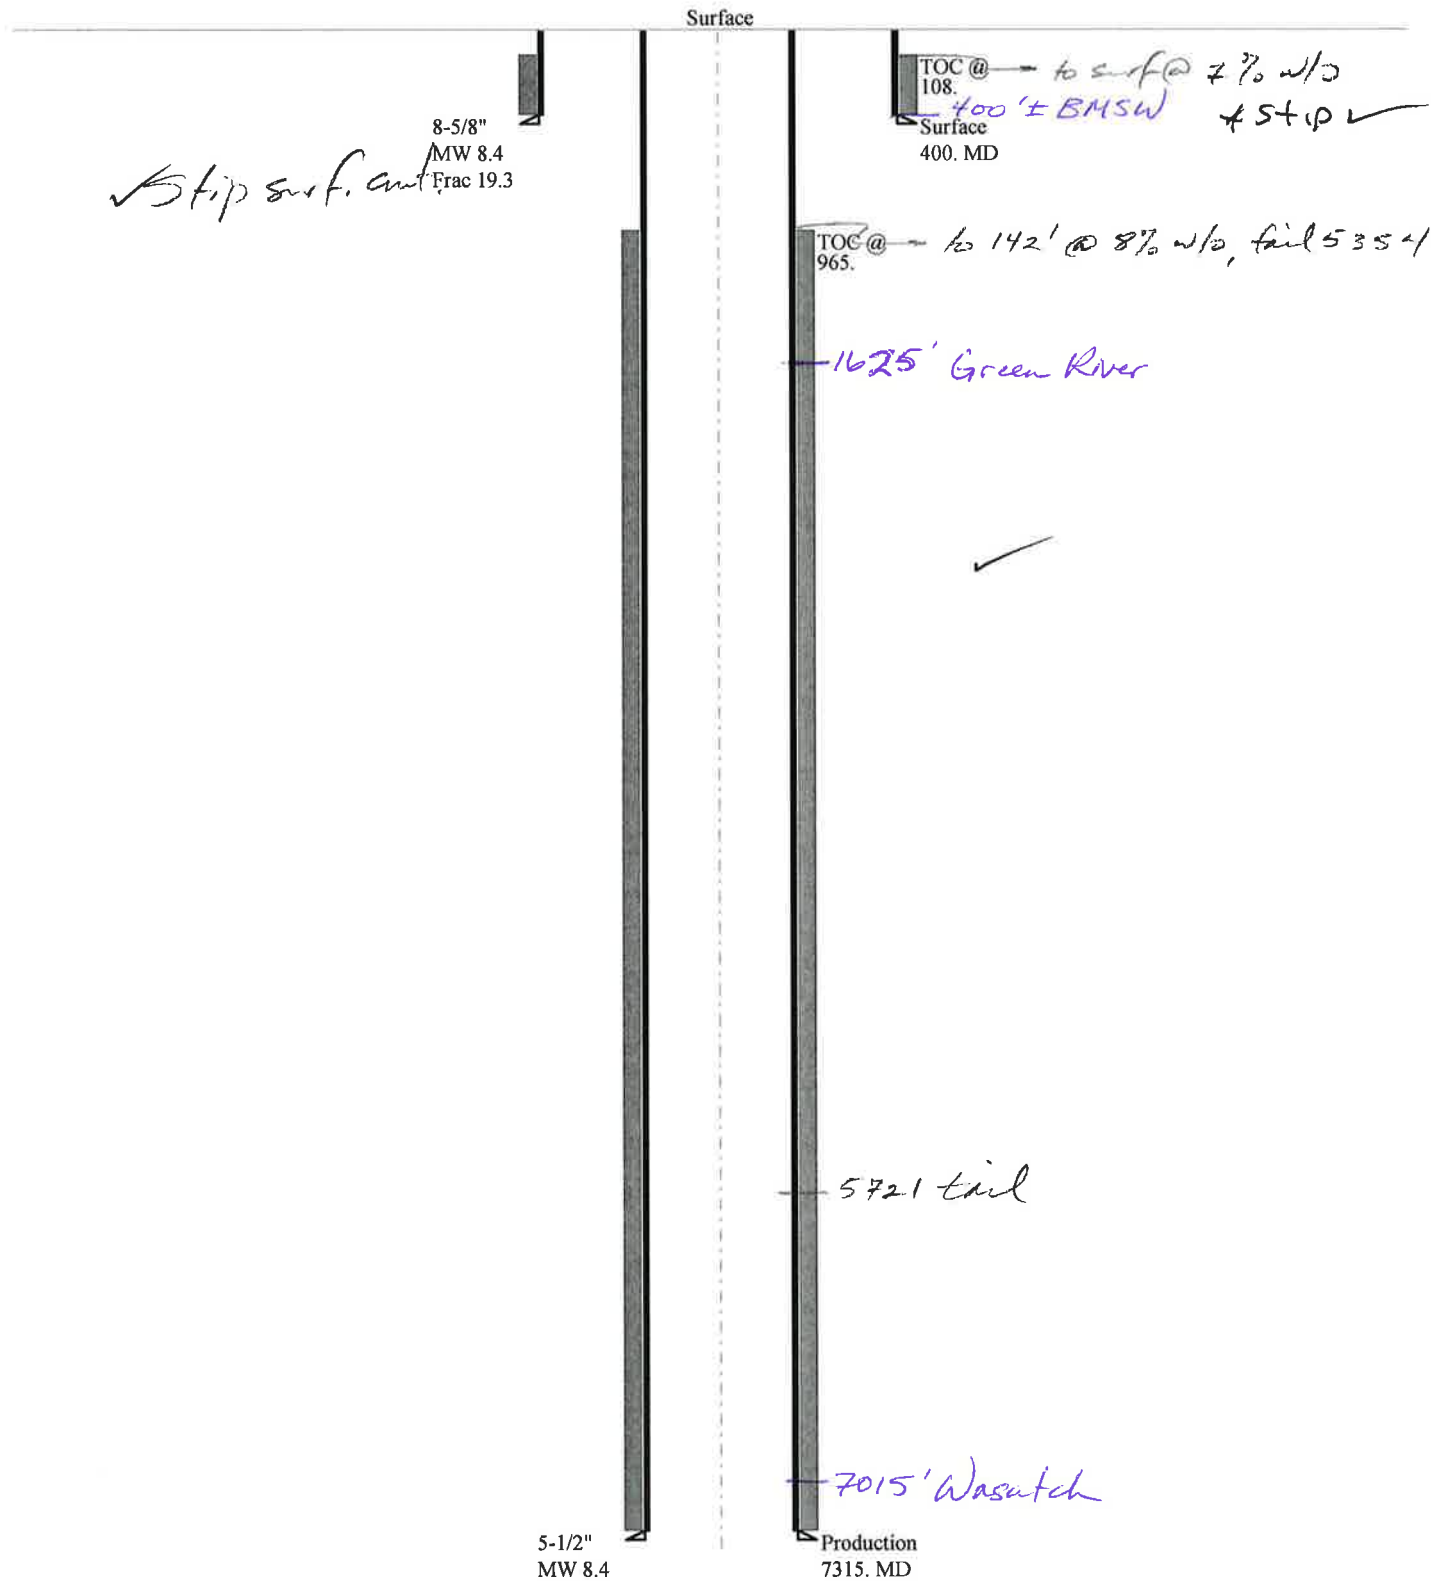 Surface
TOC @ to surf @ 7% w/o
108.
400'± BMSW * Stip ✓
8-5/8" Surface
MW 8.4 400. MD
Frac 19.3
✓ Stip surf. cmt
TOC @ to 142' @ 8% w/o, tail 5354
965.
1625' Green River
✓
5721 tail
7015' Wasatch
5-1/2" Production
MW 8.4 7315. MD